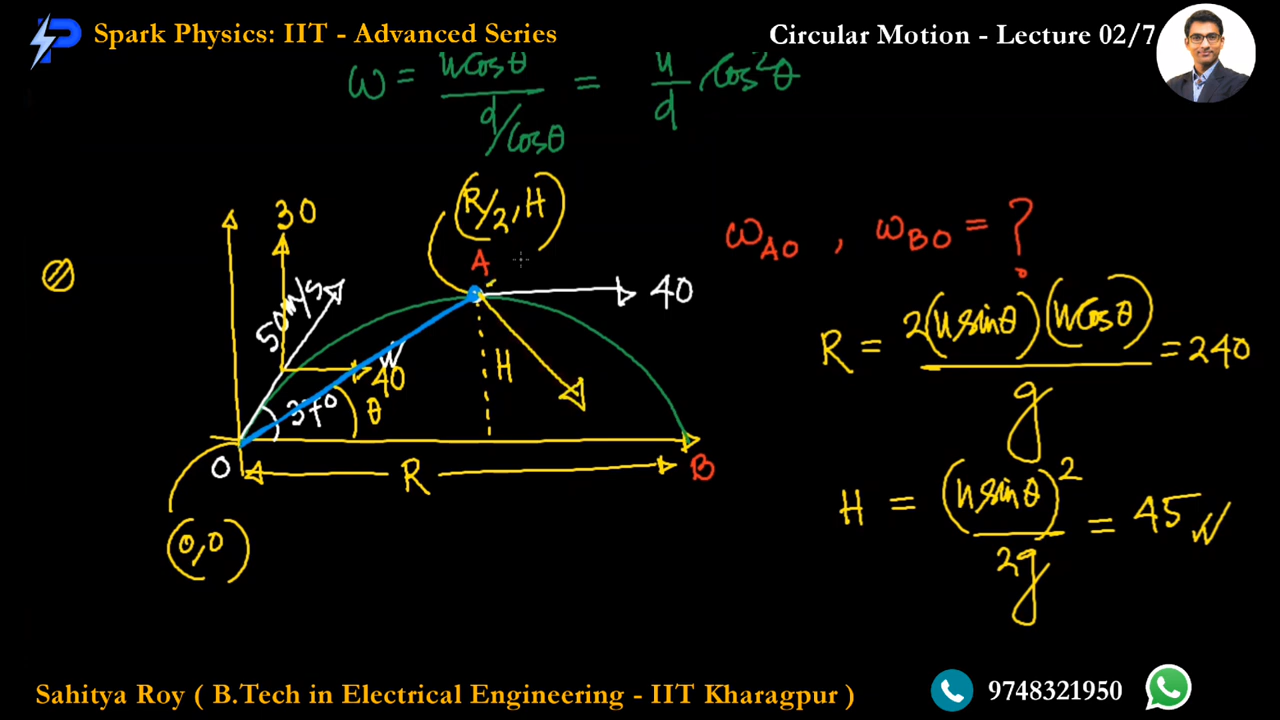 Spark Physics: IIT - Advanced Series
Circular Motion - Lecture 02/7
ω = uCosθ / d/Cosθ = u/d Cos²θ
(R/2, H)
30
A
ω_AO , ω_BO = ?
50m/s
40
H
R = 2(usinθ)(uCosθ) / g = 240
40
37°
θ
O
R
B
H = (usinθ)² / 2g = 45
(0,0)
Sahitya Roy ( B.Tech in Electrical Engineering - IIT Kharagpur )
9748321950